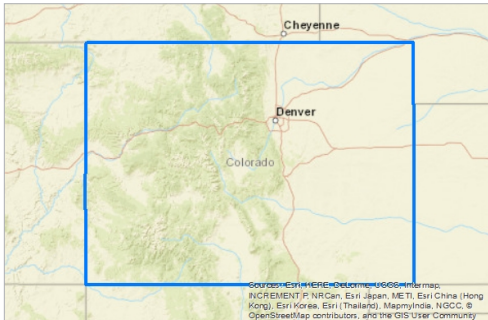 Cheyenne
Denver
Colorado
Sources: Esri, HERE, DeLorme, USGS, Intermap,
INCREMENT P, NRCan, Esri Japan, METI, Esri China (Hong
Kong), Esri Korea, Esri (Thailand), MapmyIndia, NGCC, ©
OpenStreetMap contributors, and the GIS User Community